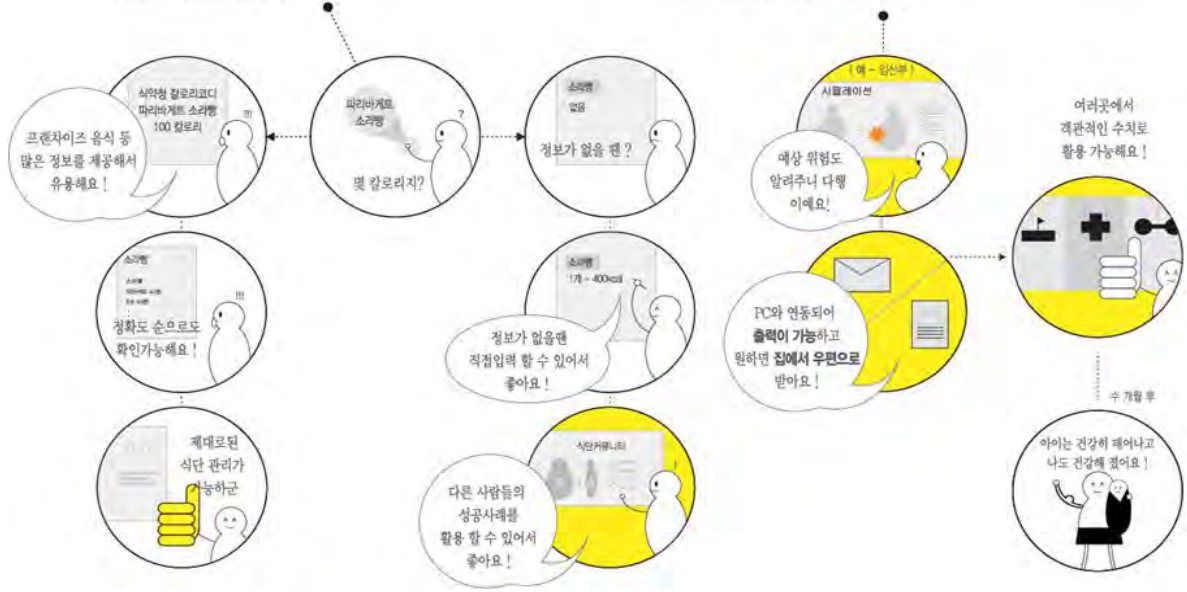 식약청 칼로리코디
파리바게트 소라빵
100 칼로리
!!!
프랜차이즈 음식 등
많은 정보를 제공해서
유용해요 !
파리바게트
소라빵
?
몇 칼로리지?
소라빵
없음
정보가 없을 땐 ?
( 예 - 임산부 )
시뮬레이션
예상 위험도
알려주니 다행
이예요!
여러곳에서
객관적인 수치로
활용 가능해요 !
소라빵
!!!
정확도 순으로도
확인가능해요 !
소라빵
1개 - 400kcal
정보가 없을땐
직접입력 할 수 있어서
좋아요 !
PC와 연동되어
출력이 가능하고
원하면 집에서 우편으로
받아요 !
제대로된
식단 관리가
가능하군
식단커뮤니티
!
다른 사람들의
성공사례를
활용 할 수 있어서
좋아요 !
수 개월 후
아이는 건강히 태어나고
나도 건강해 졌어요 !